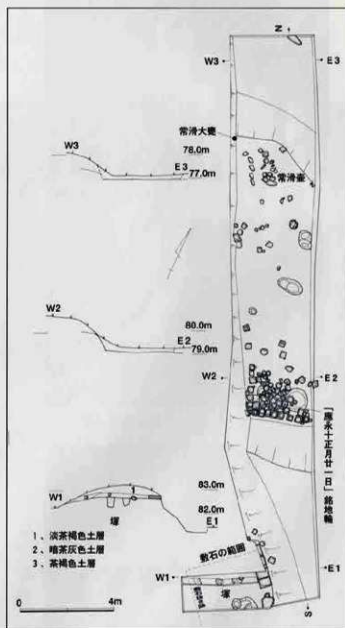 N
W3
E3
常滑大甕
常滑壷
W3
78.0m
E3
77.0m
W2
80.0m
E2
79.0m
W2
E2
「應永十正月廿一日」銘地輪
W1
83.0m
1
82.0m
E1
塚
1、淡茶褐色土層
2、暗茶灰色土層
3、茶褐色土層
敷石の範囲
W1
E1
塚
S
0
4m